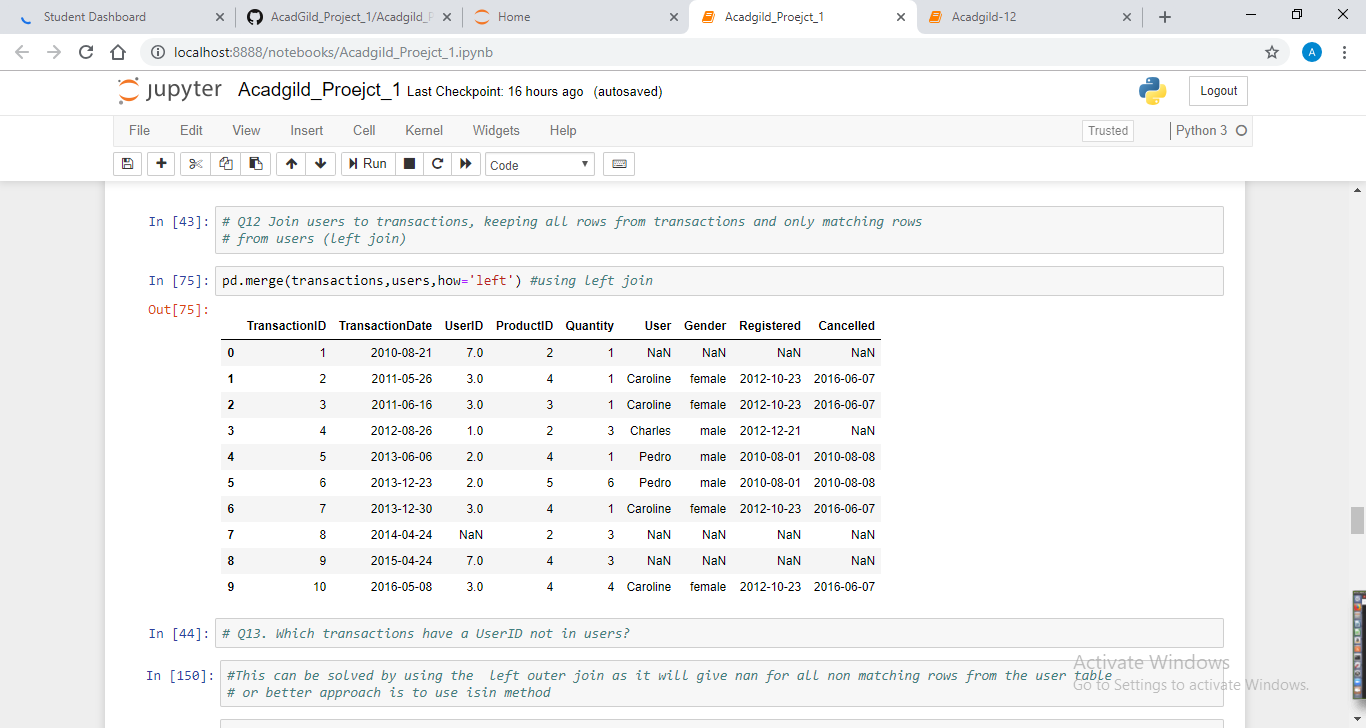 Student Dashboard
AcadGild_Project_1/Acadgild_P
Home
Acadgild_Proejct_1
Acadgild-12
localhost:8888/notebooks/Acadgild_Proejct_1.ipynb
A
jupyter Acadgild_Proejct_1 Last Checkpoint: 16 hours ago (autosaved)
Logout
File Edit View Insert Cell Kernel Widgets Help
Trusted
Python 3
Run
Code
In [43]: # Q12 Join users to transactions, keeping all rows from transactions and only matching rows
# from users (left join)
In [75]: pd.merge(transactions,users,how='left') #using left join
Out[75]:
TransactionID TransactionDate UserID ProductID Quantity User Gender Registered Cancelled
0 1 2010-08-21 7.0 2 1 NaN NaN NaN NaN
1 2 2011-05-26 3.0 4 1 Caroline female 2012-10-23 2016-06-07
2 3 2011-06-16 3.0 3 1 Caroline female 2012-10-23 2016-06-07
3 4 2012-08-26 1.0 2 3 Charles male 2012-12-21 NaN
4 5 2013-06-06 2.0 4 1 Pedro male 2010-08-01 2010-08-08
5 6 2013-12-23 2.0 5 6 Pedro male 2010-08-01 2010-08-08
6 7 2013-12-30 3.0 4 1 Caroline female 2012-10-23 2016-06-07
7 8 2014-04-24 NaN 2 3 NaN NaN NaN NaN
8 9 2015-04-24 7.0 4 3 NaN NaN NaN NaN
9 10 2016-05-08 3.0 4 4 Caroline female 2012-10-23 2016-06-07
In [44]: # Q13. Which transactions have a UserID not in users?
In [150]: #This can be solved by using the  left outer join as it will give nan for all non matching rows from the user table
# or better approach is to use isin method
Activate Windows
Go to Settings to activate Windows.